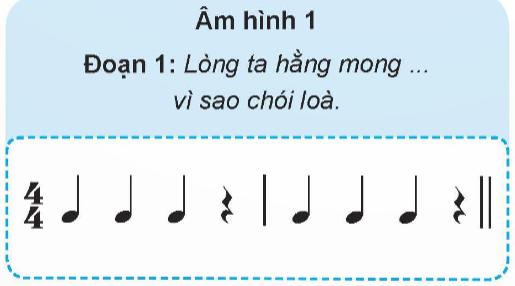 Âm hình 1
Đoạn 1: Lòng ta hằng mong ...
vì sao chói loà.
4
4